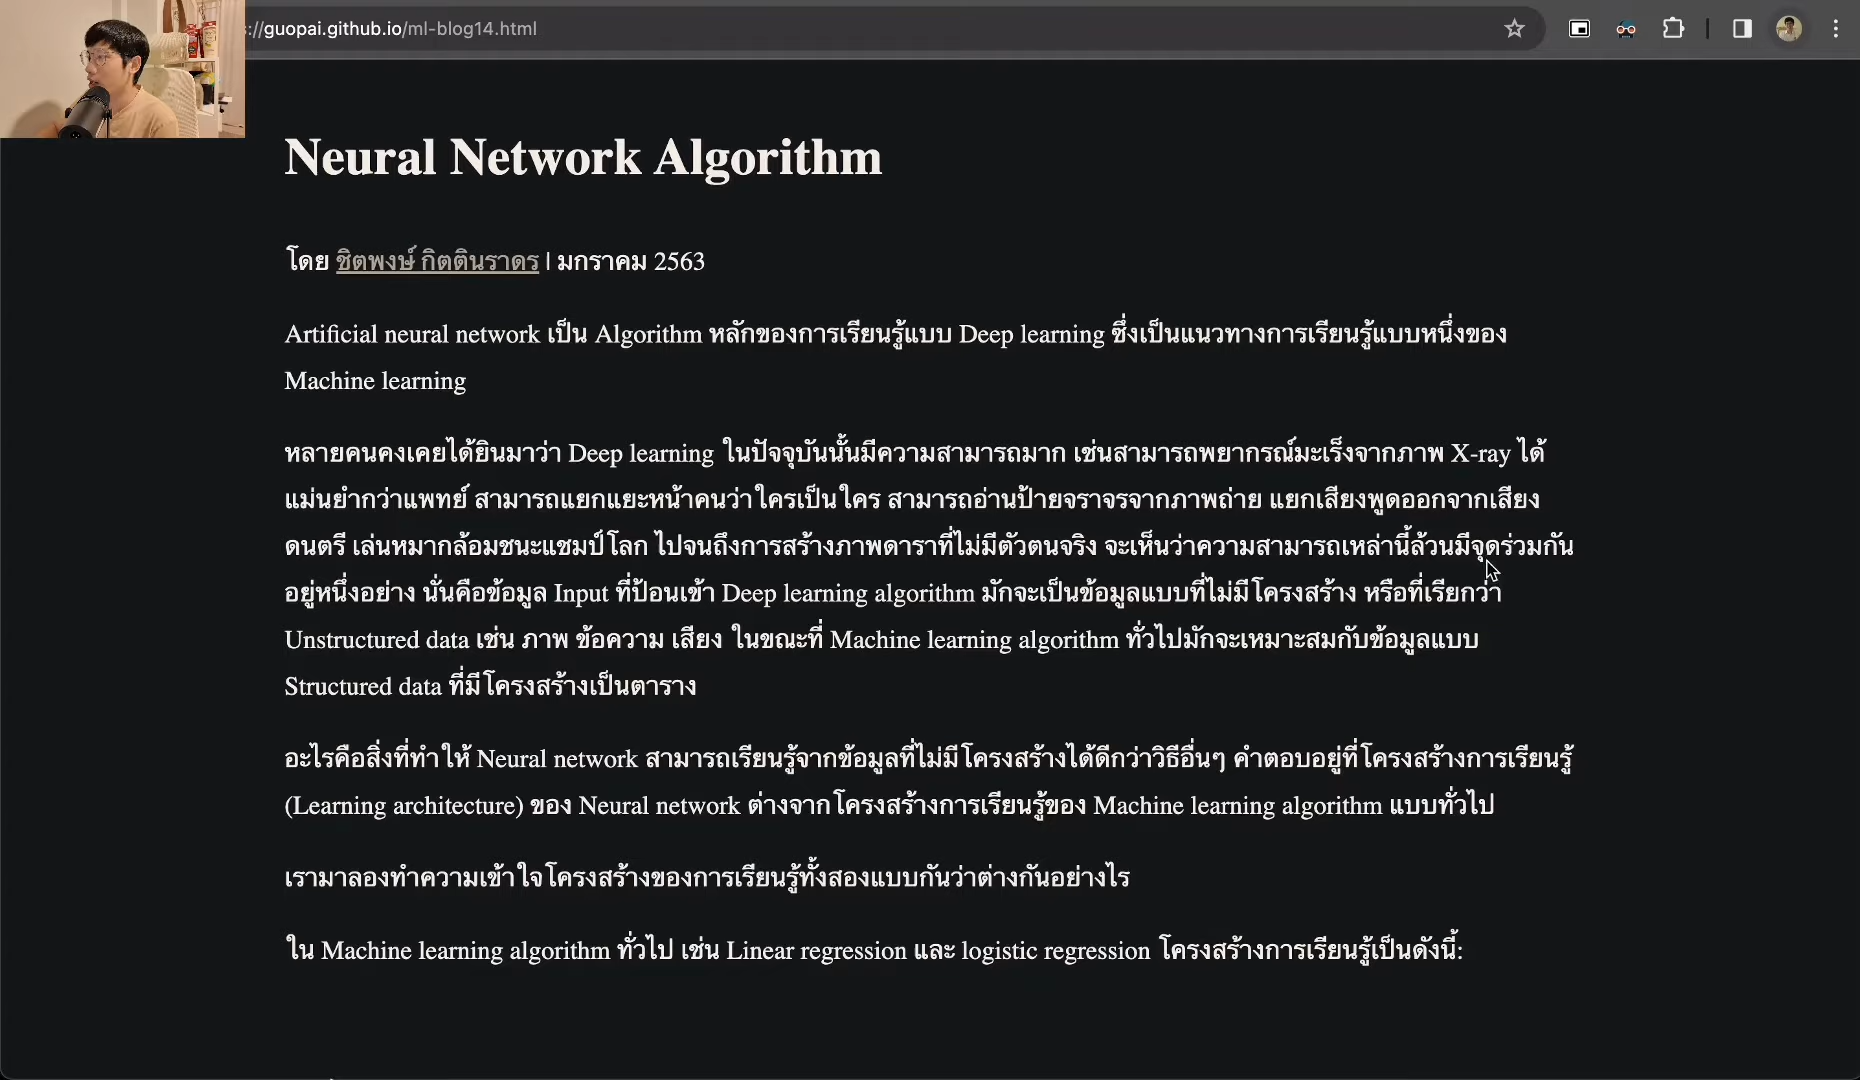 ://guopai.github.io/ml-blog14.html
Neural Network Algorithm
โดย ชิตพงษ์ กิตตินราดร | มกราคม 2563
Artificial neural network เป็น Algorithm หลักของการเรียนรู้แบบ Deep learning ซึ่งเป็นแนวทางการเรียนรู้แบบหนึ่งของ
Machine learning
หลายคนคงเคยได้ยินมาว่า Deep learning ในปัจจุบันนั้นมีความสามารถมาก เช่นสามารถพยากรณ์มะเร็งจากภาพ X-ray ได้
แม่นยำกว่าแพทย์ สามารถแยกแยะหน้าคนว่าใครเป็นใคร สามารถอ่านป้ายจราจรจากภาพถ่าย แยกเสียงพูดออกจากเสียง
ดนตรี เล่นหมากล้อมชนะแชมป์โลก ไปจนถึงการสร้างภาพดาราที่ไม่มีตัวตนจริง จะเห็นว่าความสามารถเหล่านี้ล้วนมีจุดร่วมกัน
อยู่หนึ่งอย่าง นั่นคือข้อมูล Input ที่ป้อนเข้า Deep learning algorithm มักจะเป็นข้อมูลแบบที่ไม่มีโครงสร้าง หรือที่เรียกว่า
Unstructured data เช่น ภาพ ข้อความ เสียง ในขณะที่ Machine learning algorithm ทั่วไปมักจะเหมาะสมกับข้อมูลแบบ
Structured data ที่มีโครงสร้างเป็นตาราง
อะไรคือสิ่งที่ทำให้ Neural network สามารถเรียนรู้จากข้อมูลที่ไม่มีโครงสร้างได้ดีกว่าวิธีอื่นๆ คำตอบอยู่ที่โครงสร้างการเรียนรู้
(Learning architecture) ของ Neural network ต่างจากโครงสร้างการเรียนรู้ของ Machine learning algorithm แบบทั่วไป
เรามาลองทำความเข้าใจโครงสร้างของการเรียนรู้ทั้งสองแบบกันว่าต่างกันอย่างไร
ใน Machine learning algorithm ทั่วไป เช่น Linear regression และ logistic regression โครงสร้างการเรียนรู้เป็นดังนี้: